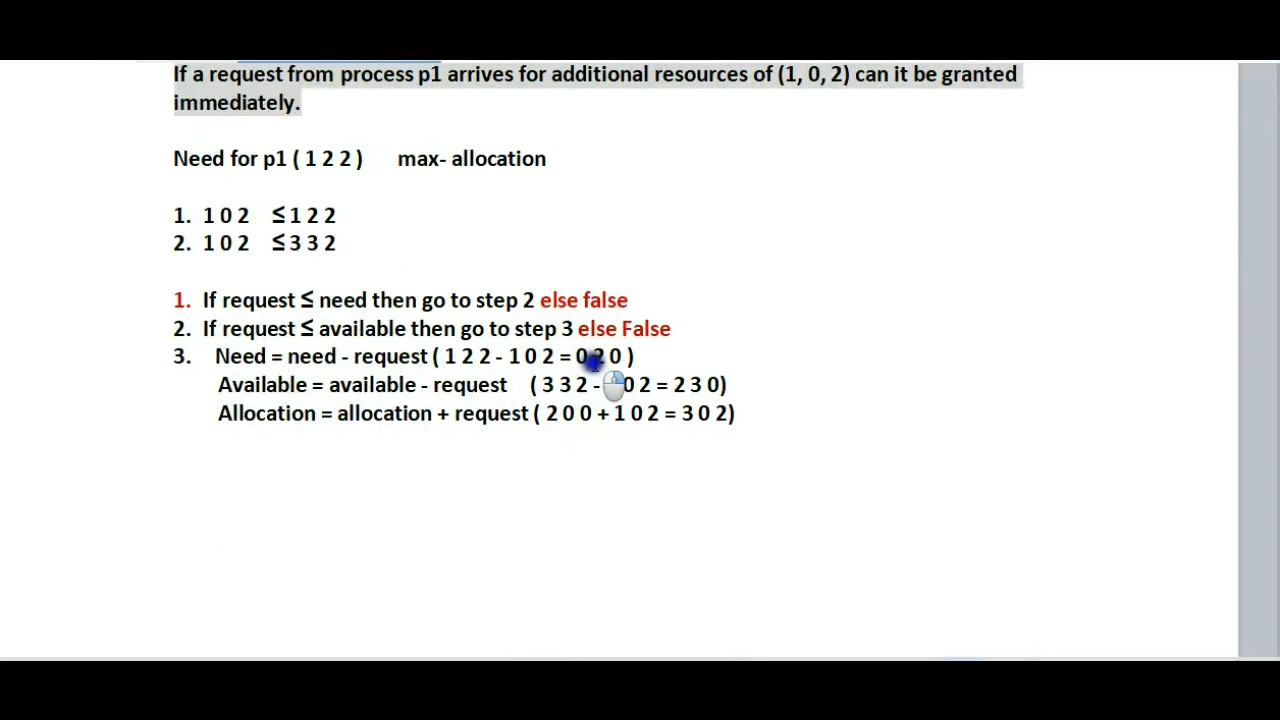 If a request from process p1 arrives for additional resources of (1, 0, 2) can it be granted
immediately.
Need for p1 ( 1 2 2 ) max- allocation
1. 1 0 2 ≤ 1 2 2
2. 1 0 2 ≤ 3 3 2
1. If request ≤ need then go to step 2 else false
2. If request ≤ available then go to step 3 else False
3. Need = need - request ( 1 2 2 - 1 0 2 = 0 2 0 )
Available = available - request ( 3 3 2 - 0 2 = 2 3 0)
Allocation = allocation + request ( 2 0 0 + 1 0 2 = 3 0 2)